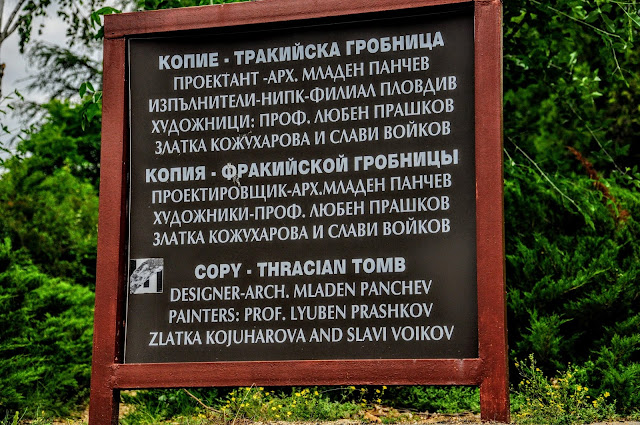 КОПИЕ - ТРАКИЙСКА ГРОБНИЦА
ПРОЕКТАНТ -АРХ. МЛАДЕН ПАНЧЕВ
ИЗПЪЛНИТЕЛИ-НИПК-ФИЛИАЛ ПЛОВДИВ
ХУДОЖНИЦИ: ПРОФ. ЛЮБЕН ПРАШКОВ
ЗЛАТКА КОЖУХАРОВА И СЛАВИ ВОЙКОВ
КОПИЯ - ФРАКИЙСКОЙ ГРОБНИЦЫ
ПРОЕКТИРОВЩИК-АРХ.МЛАДЕН ПАНЧЕВ
ХУДОЖНИКИ-ПРОФ. ЛЮБЕН ПРАШКОВ
ЗЛАТКА КОЖУХАРОВА И СЛАВИ ВОЙКОВ
COPY - THRACIAN TOMB
DESIGNER-ARCH. MLADEN PANCHEV
PAINTERS: PROF. LYUBEN PRASHKOV
ZLATKA KOJUHAROVA AND SLAVI VOIKOV